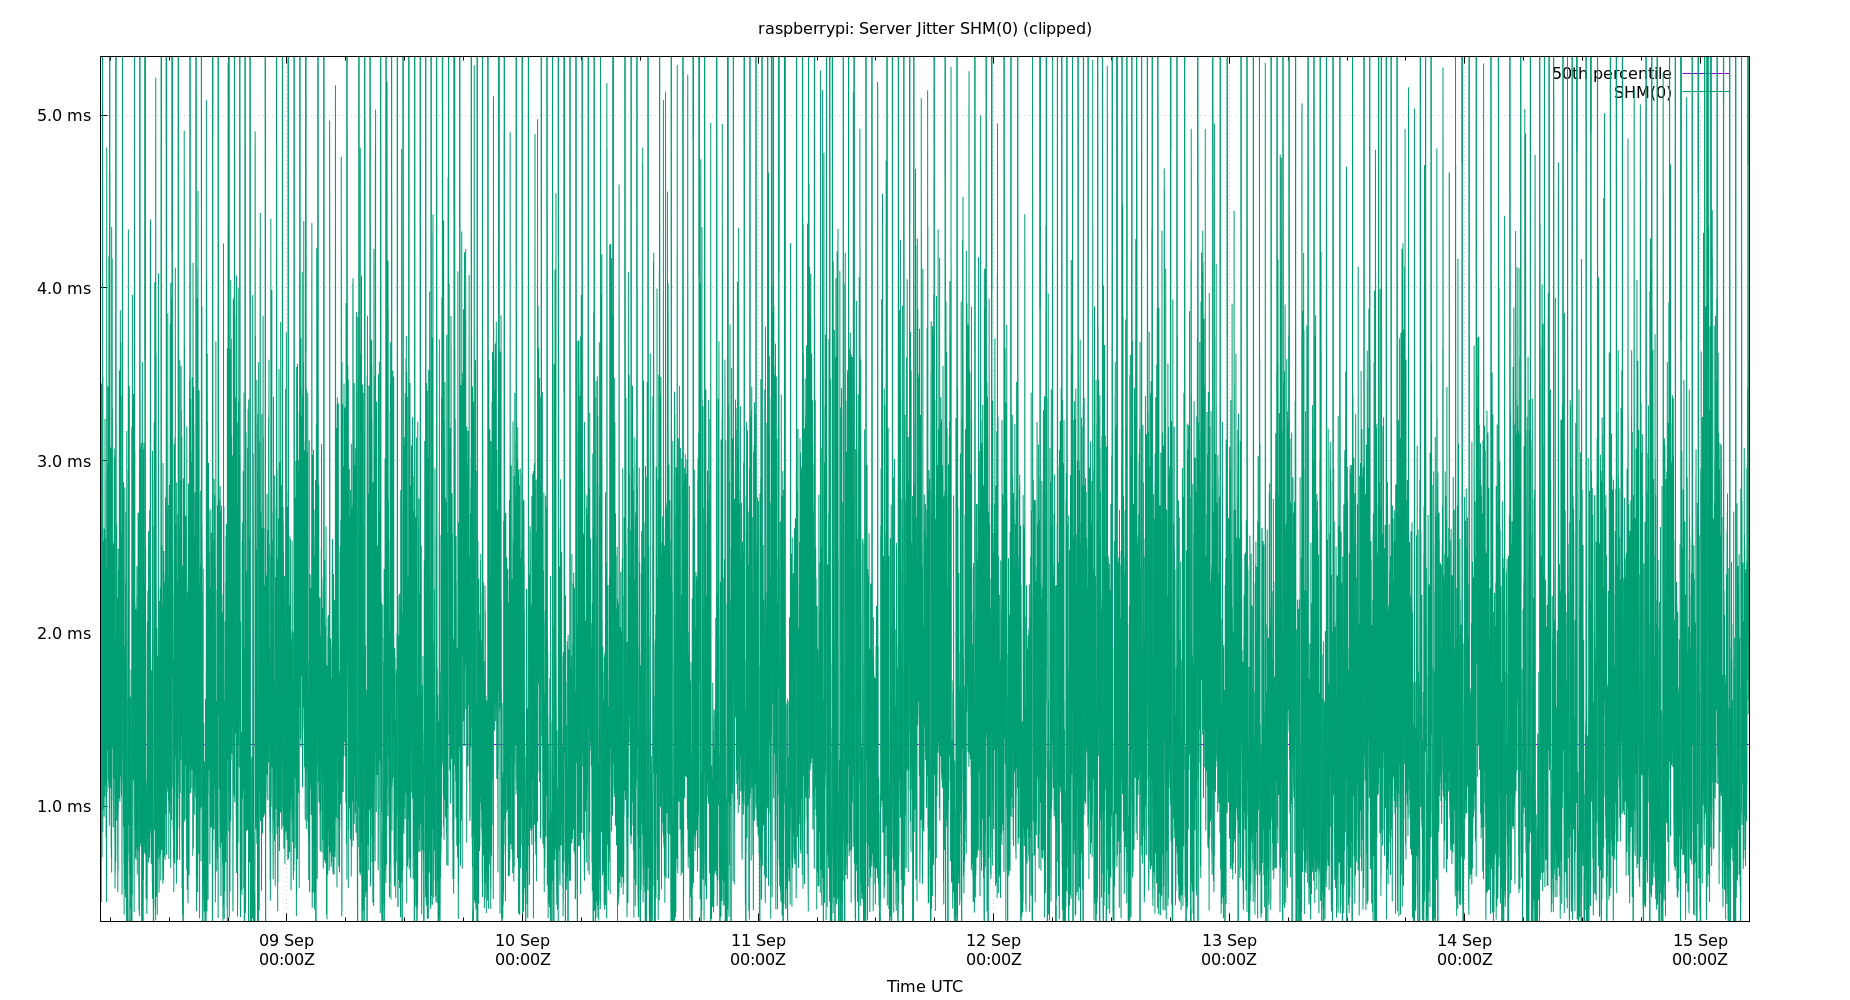 raspberrypi: Server Jitter SHM(0) (clipped)
50th percentile
SHM(0)
5.0 ms
4.0 ms
3.0 ms
2.0 ms
1.0 ms
09 Sep 10 Sep 11 Sep 12 Sep 13 Sep 14 Sep 15 Sep
00:00Z 00:00Z 00:00Z 00:00Z 00:00Z 00:00Z 00:00Z
Time UTC